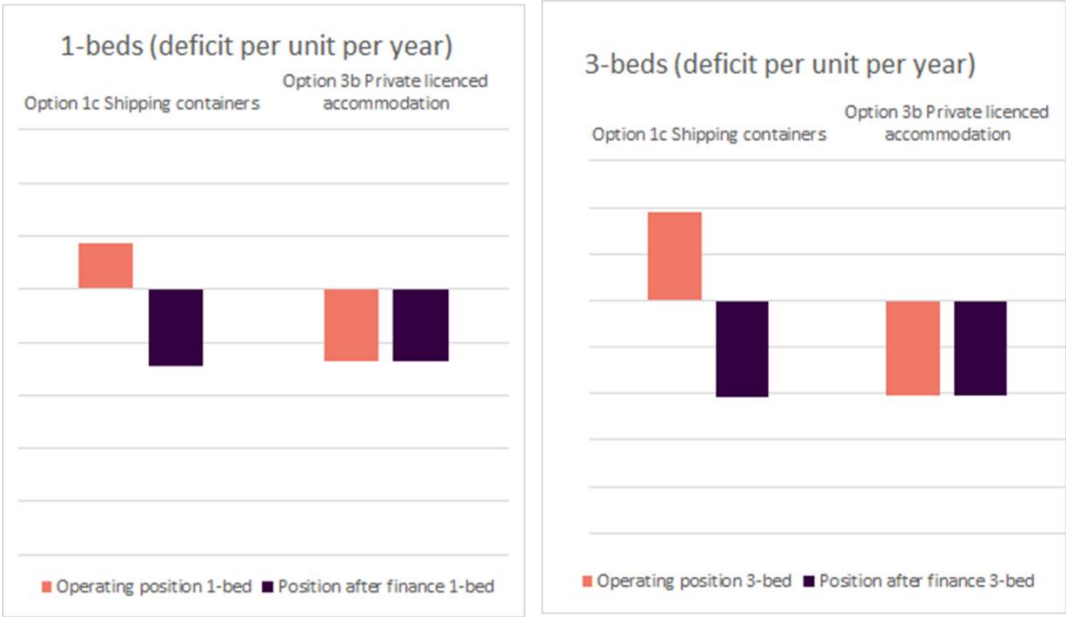 1-beds (deficit per unit per year)
Option 1c Shipping containers
Option 3b Private licenced
accommodation
Operating position 1-bed
Position after finance 1-bed
3-beds (deficit per unit per year)
Option 1c Shipping containers
Option 3b Private licenced
accommodation
Operating position 3-bed
Position after finance 3-bed